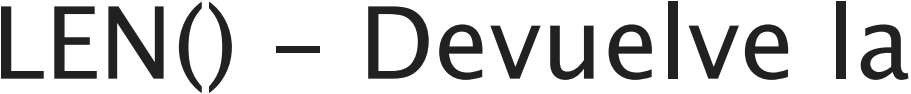 LEN() – Devuelve la